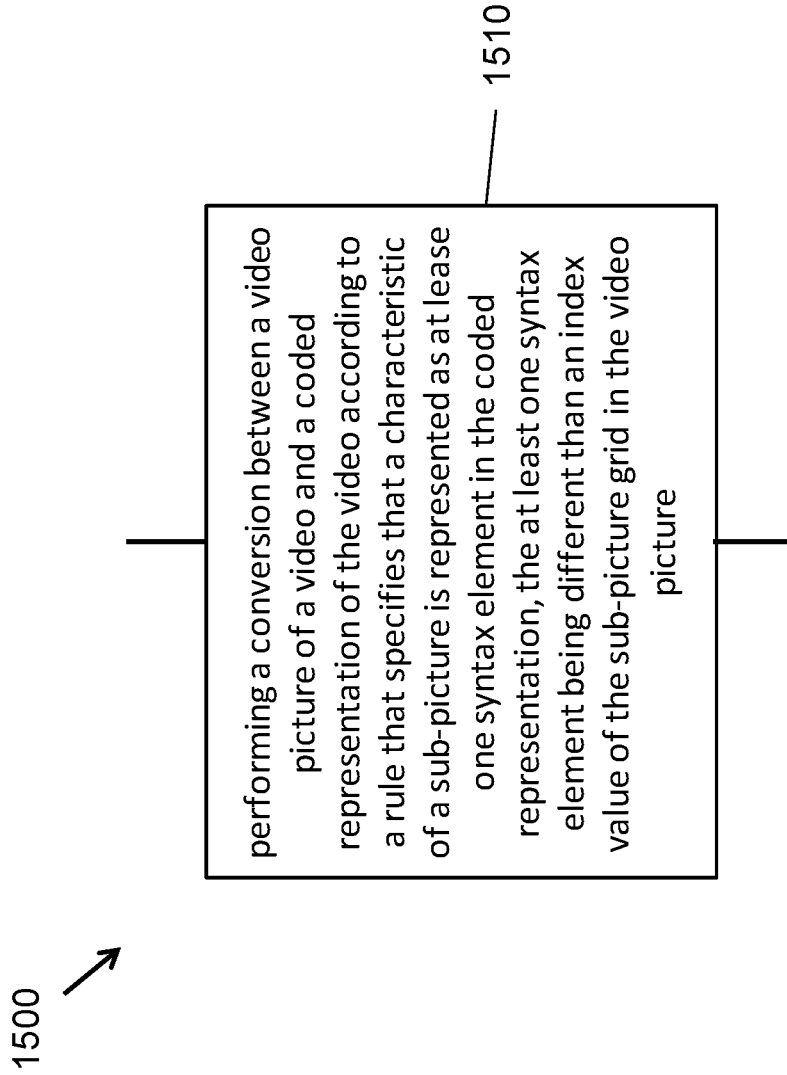 1500
performing a conversion between a video
picture of a video and a coded
representation of the video according to
a rule that specifies that a characteristic
of a sub-picture is represented as at lease
one syntax element in the coded
representation, the at least one syntax
element being different than an index
value of the sub-picture grid in the video
picture
1510